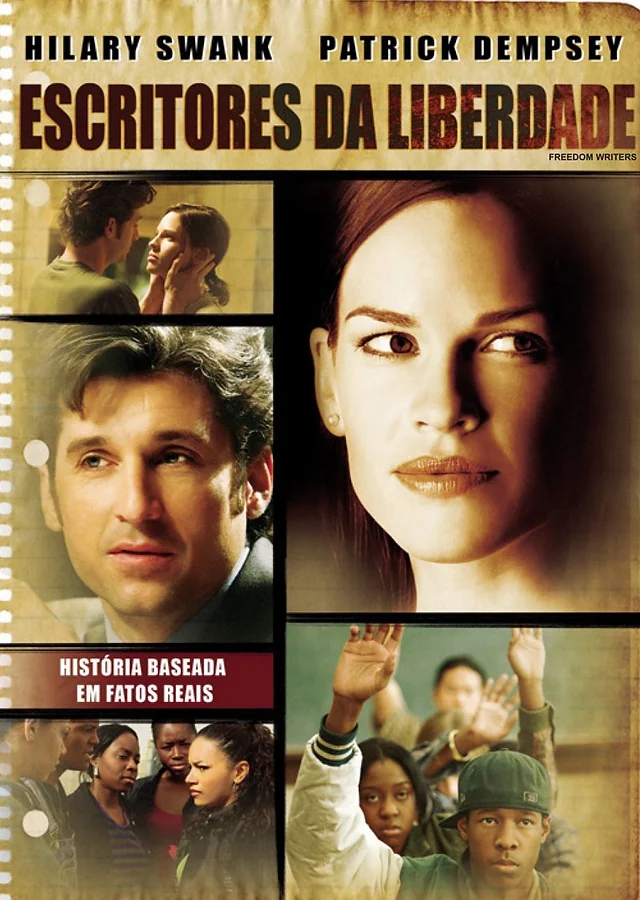 HILARY SWANK PATRICK DEMPSEY
ESCRITORES DA LIBERDADE
FREEDOM WRITERS
HISTÓRIA BASEADA
EM FATOS REAIS